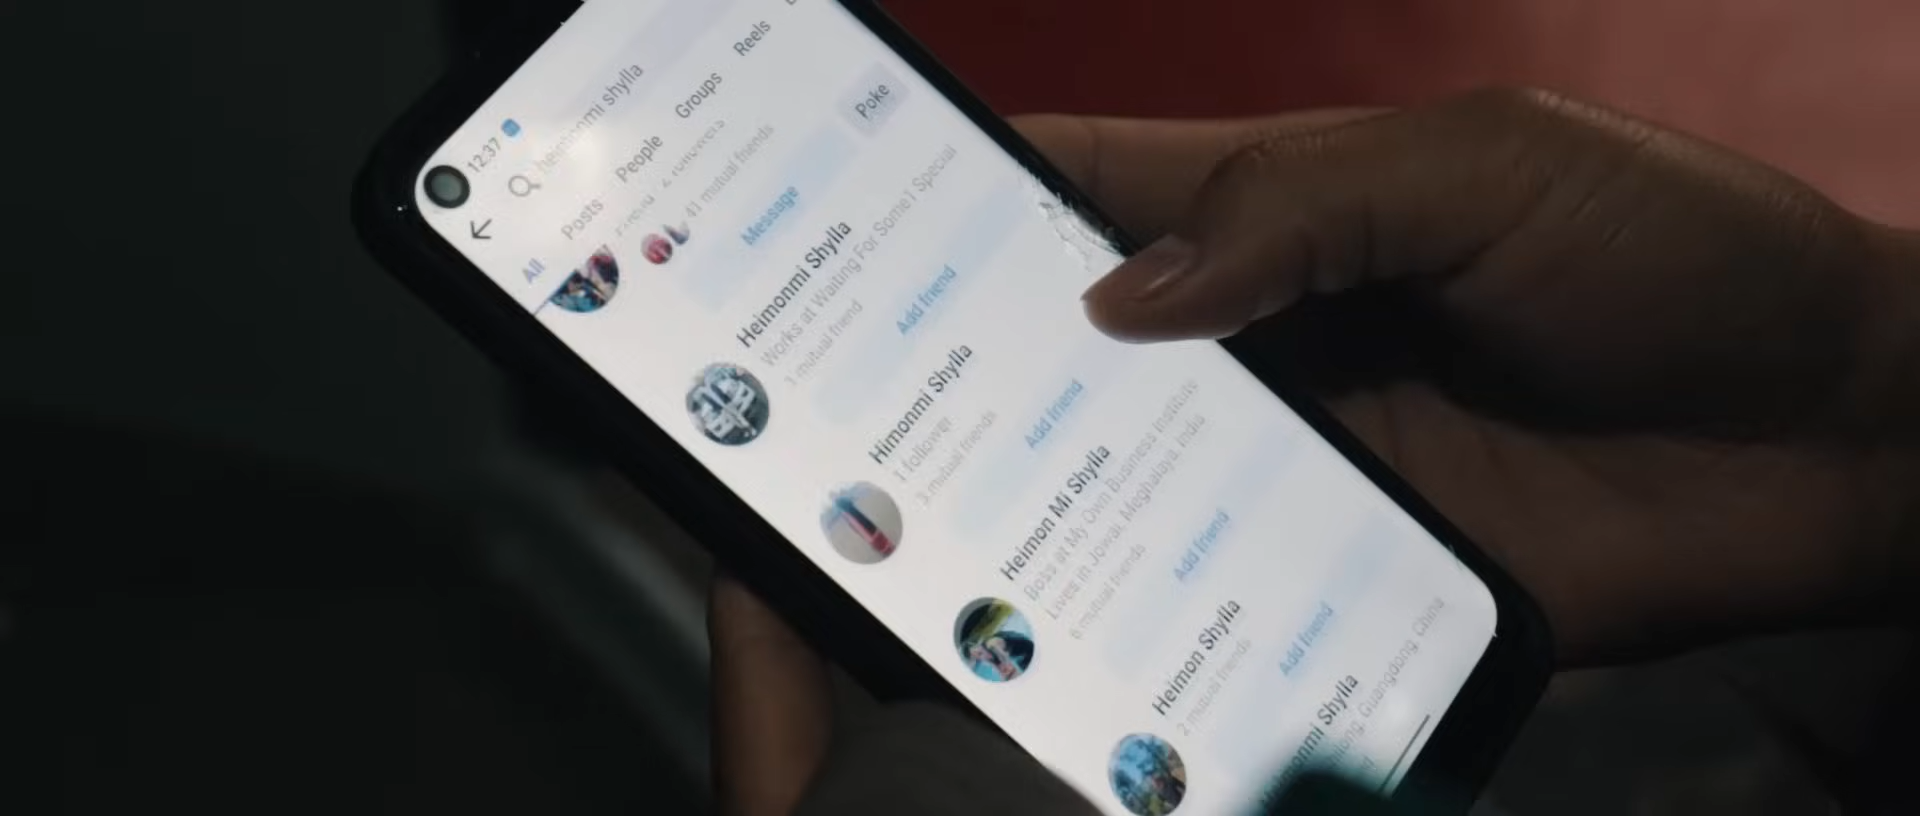 12:37
heimonmi shylla
All
Posts
People
Groups
Reels
41 mutual friends
Message
Poke
Heimonmi Shylla
Works at Waiting For Some1 Special
1 mutual friend
Add friend
Himonmi Shylla
1 follower
3 mutual friends
Add friend
Heimon Mi Shylla
Boss at My Own Business Institute
Lives in Jowai, Meghalaya, India
6 mutual friends
Add friend
Heimon Shylla
2 mutual friends
Add friend
Shylla
Guangdong, China